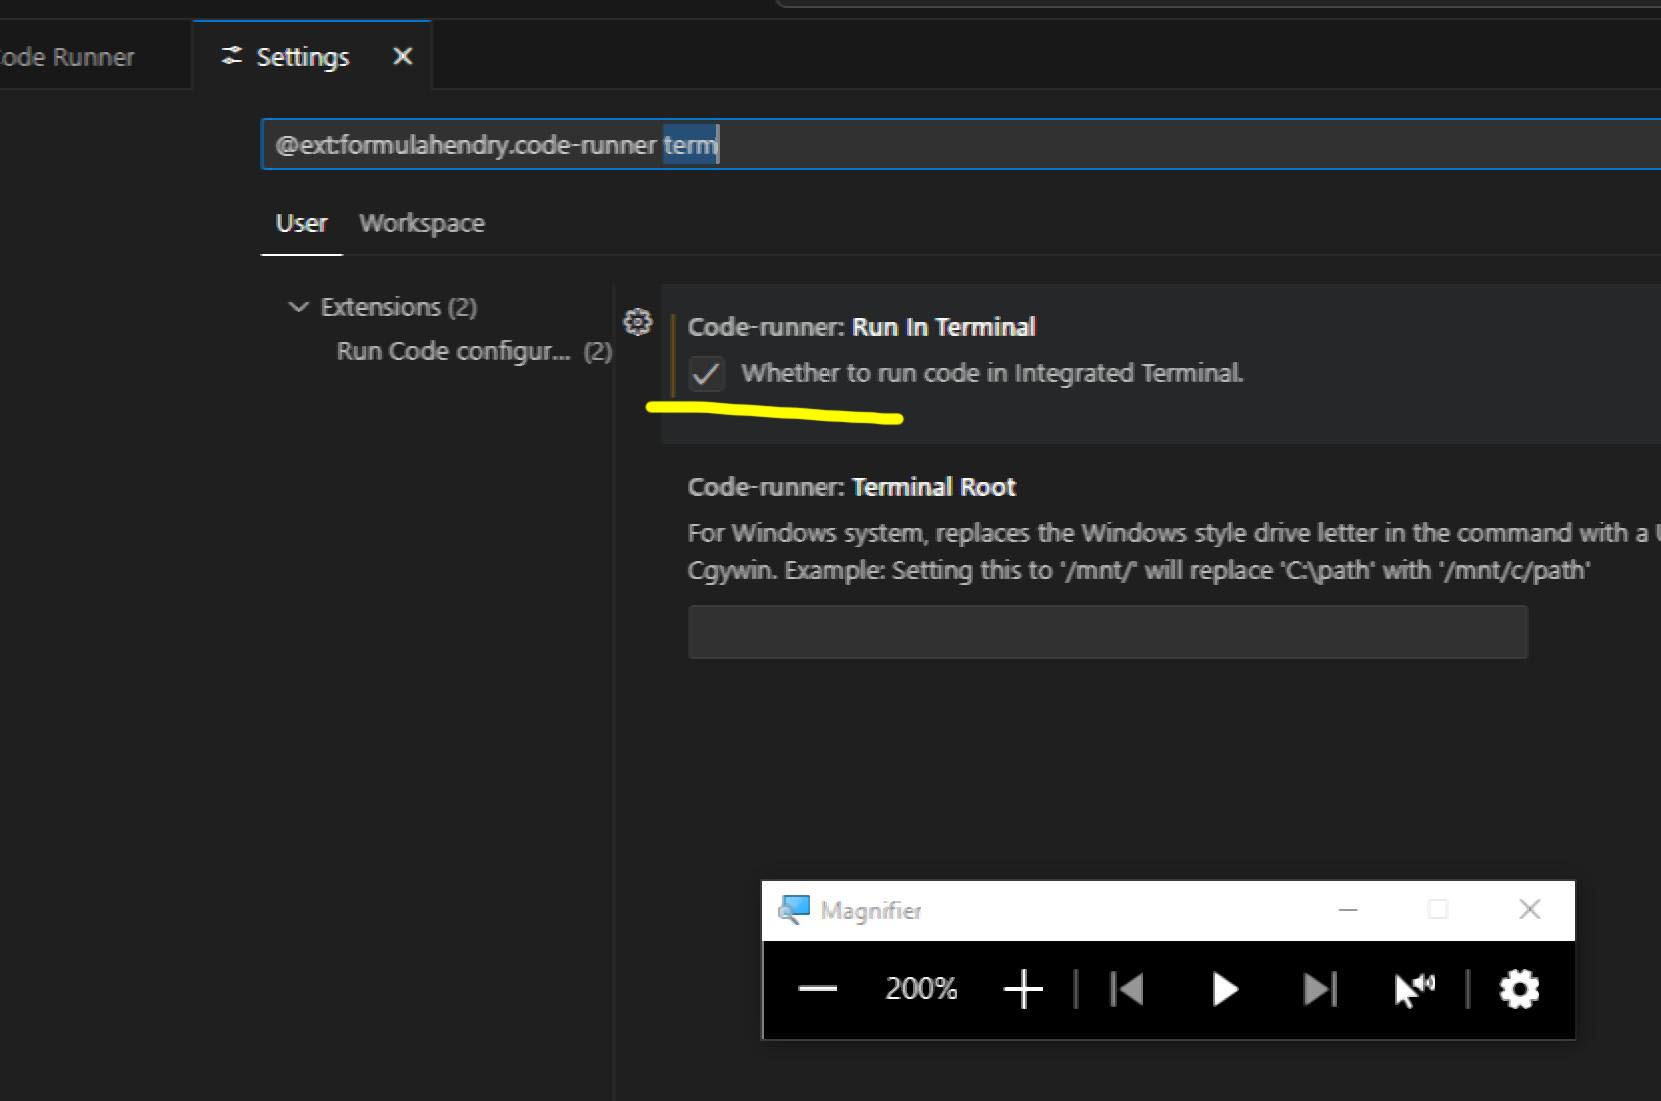 ode Runner
Settings
@ext:formulahendry.code-runner term
User Workspace
Extensions (2)
Run Code configur... (2)
Code-runner: Run In Terminal
Whether to run code in Integrated Terminal.
Code-runner: Terminal Root
For Windows system, replaces the Windows style drive letter in the command with a U
Cgywin. Example: Setting this to '/mnt/' will replace 'C:\path' with '/mnt/c/path'
Magnifier
200%